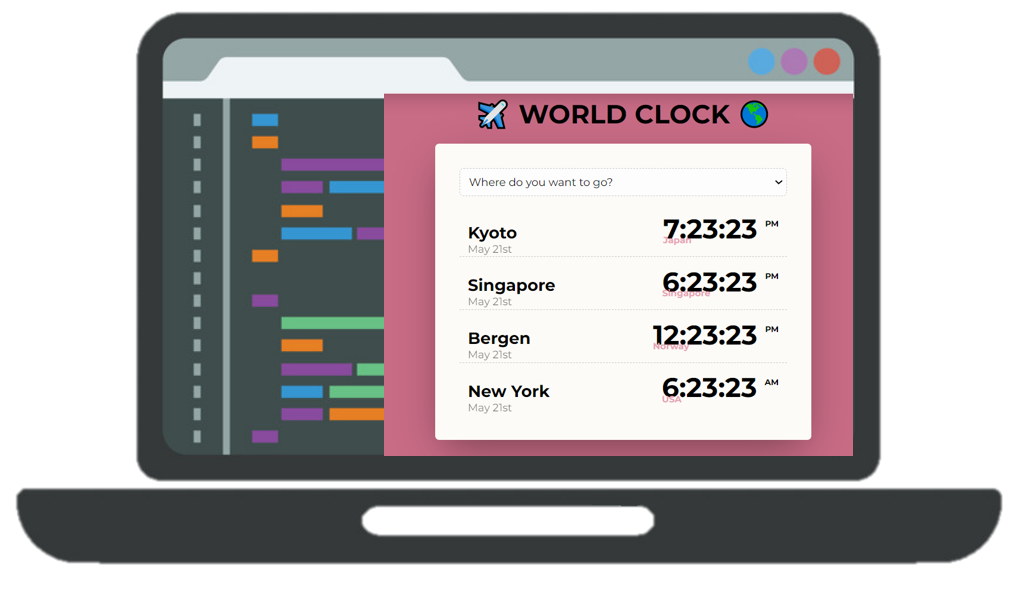 WORLD CLOCK
Where do you want to go?
Kyoto 7:23:23 PM
Japan
May 21st
Singapore 6:23:23 PM
Singapore
May 21st
Bergen 12:23:23 PM
Norway
May 21st
New York 6:23:23 AM
USA
May 21st